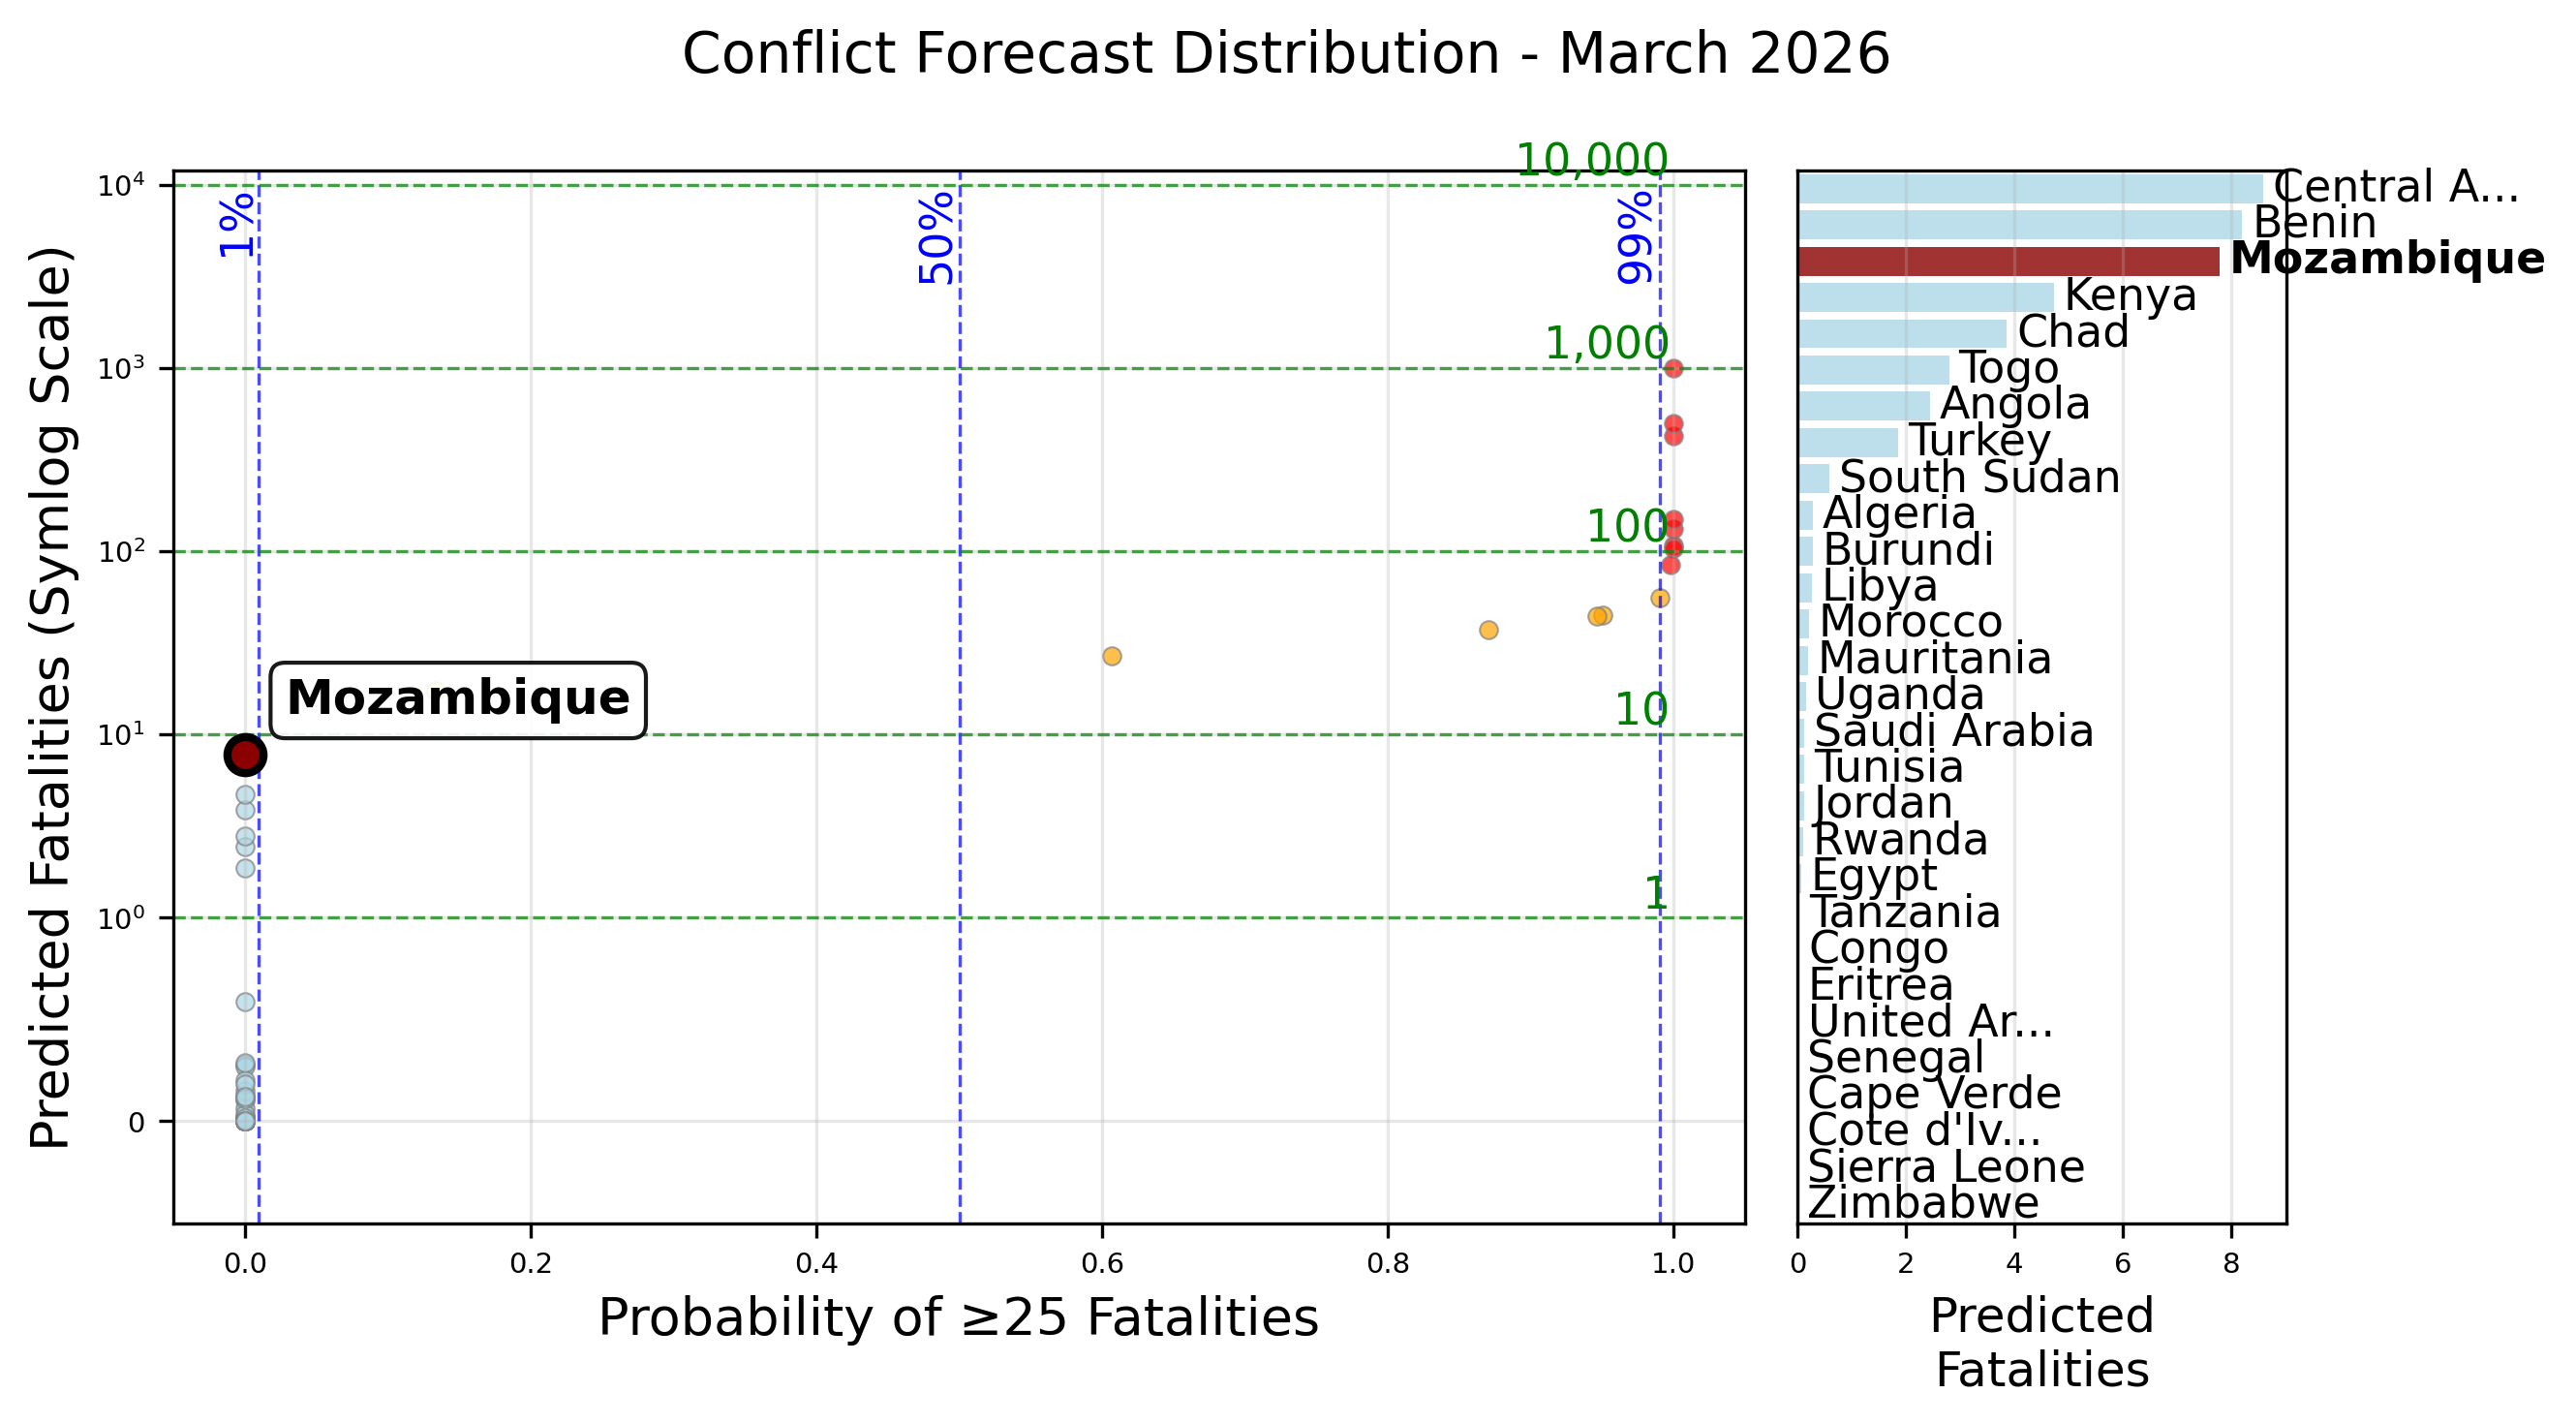 Conflict Forecast Distribution - March 2026
Predicted Fatalities (Symlog Scale)
10⁴
10³
10²
10¹
10⁰
0
1%
50%
99%
10,000
1,000
100
10
1
Mozambique
0.0
0.2
0.4
0.6
0.8
1.0
Probability of ≥25 Fatalities
Central A...
Benin
Mozambique
Kenya
Chad
Togo
Angola
Turkey
South Sudan
Algeria
Burundi
Libya
Morocco
Mauritania
Uganda
Saudi Arabia
Tunisia
Jordan
Rwanda
Egypt
Tanzania
Congo
Eritrea
United Ar...
Senegal
Cape Verde
Cote d'Iv...
Sierra Leone
Zimbabwe
0
2
4
6
8
Predicted
Fatalities